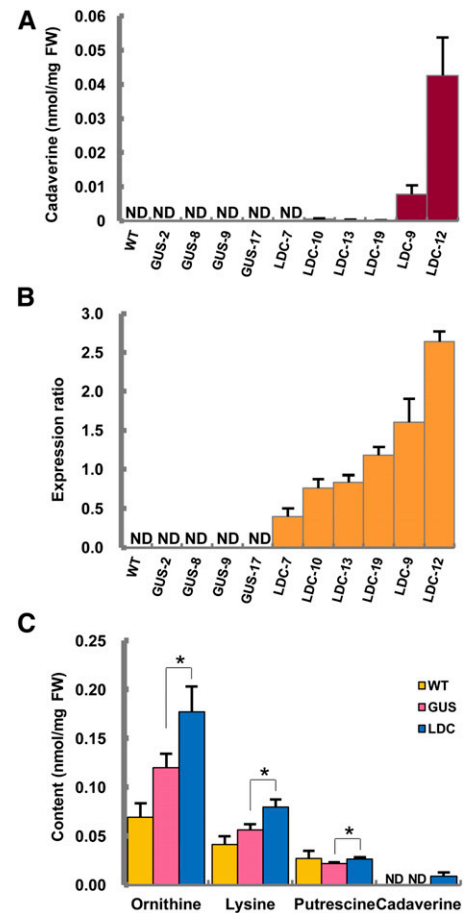 A
Cadaverine (nmol/mg FW)
0.06
0.05
0.04
0.03
0.02
0.01
0
ND ND ND ND ND ND
WT GUS-2 GUS-8 GUS-9 GUS-17 LDC-7 LDC-10 LDC-13 LDC-19 LDC-9 LDC-12
B
Expression ratio
3.0
2.5
2.0
1.5
1.0
0.5
0.0
ND ND ND ND ND
WT GUS-2 GUS-8 GUS-9 GUS-17 LDC-7 LDC-10 LDC-13 LDC-19 LDC-9 LDC-12
C
Content (nmol/mg FW)
0.25
0.20
0.15
0.10
0.05
0.00
* * *
WT
GUS
LDC
ND ND
Ornithine Lysine Putrescine Cadaverine